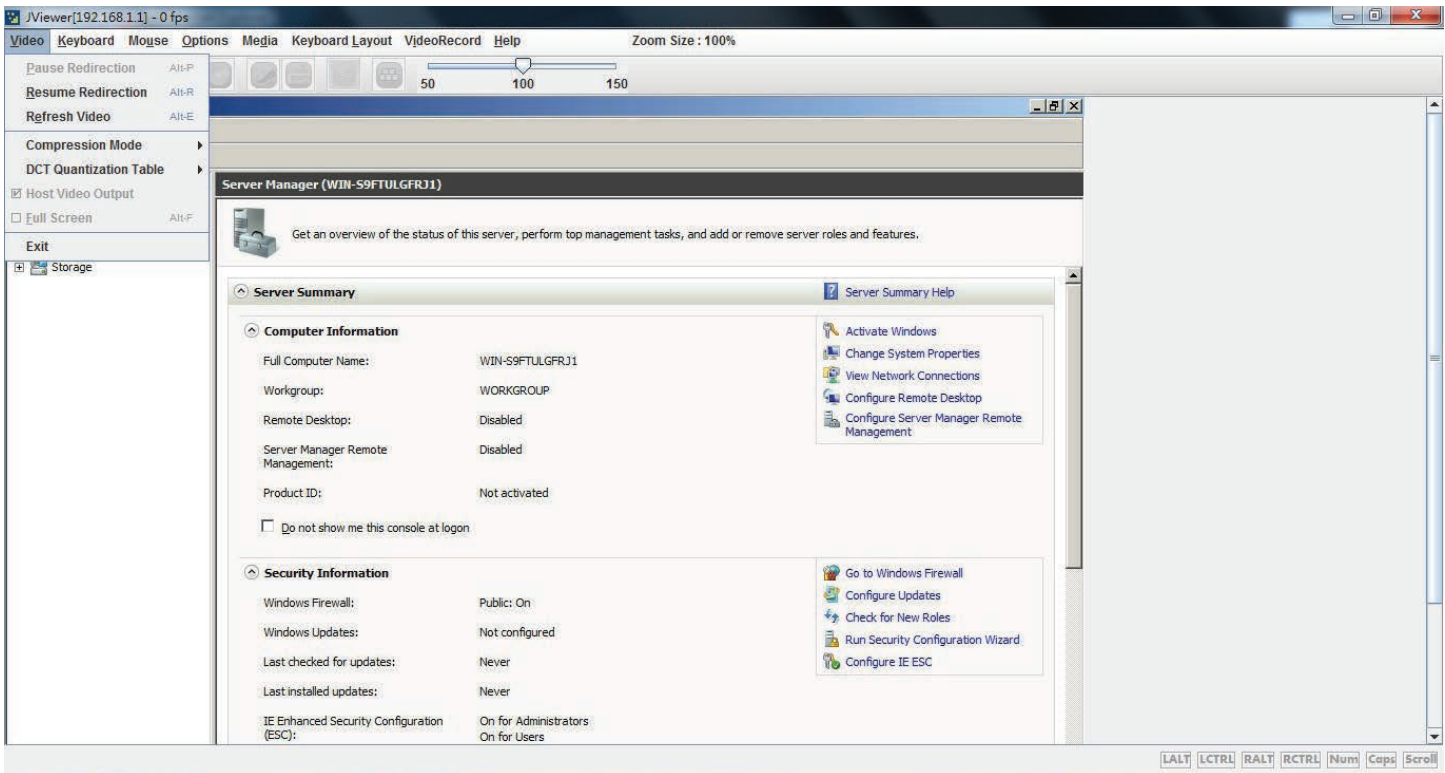 JViewer[192.168.1.1] - 0 fps
Video Keyboard Mouse Options Media Keyboard Layout VideoRecord Help Zoom Size : 100%
Pause Redirection Alt-P
Resume Redirection Alt-R
Refresh Video Alt-E
Compression Mode
DCT Quantization Table
Host Video Output
Full Screen Alt-F
Exit
50 100 150
Storage
Server Manager (WIN-S9FTULGFRJ1)
Get an overview of the status of this server, perform top management tasks, and add or remove server roles and features.
Server Summary
Server Summary Help
Computer Information
Full Computer Name: WIN-S9FTULGFRJ1
Workgroup: WORKGROUP
Remote Desktop: Disabled
Server Manager Remote Disabled
Management:
Product ID: Not activated
Do not show me this console at logon
Activate Windows
Change System Properties
View Network Connections
Configure Remote Desktop
Configure Server Manager Remote
Management
Security Information
Windows Firewall: Public: On
Windows Updates: Not configured
Last checked for updates: Never
Last installed updates: Never
IE Enhanced Security Configuration On for Administrators
(ESC): On for Users
Go to Windows Firewall
Configure Updates
Check for New Roles
Run Security Configuration Wizard
Configure IE ESC
LALT LCTRL RALT RCTRL Num Caps Scroll